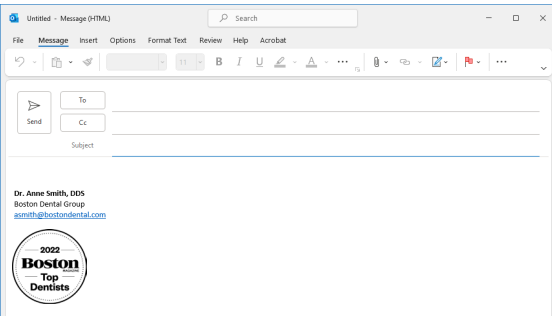 Untitled - Message (HTML)
Search
File Message Insert Options Format Text Review Help Acrobat
11 B I U A
Send
To
Cc
Subject
Dr. Anne Smith, DDS
Boston Dental Group
asmith@bostondental.com
2022
Boston
MAGAZINE
Top
Dentists